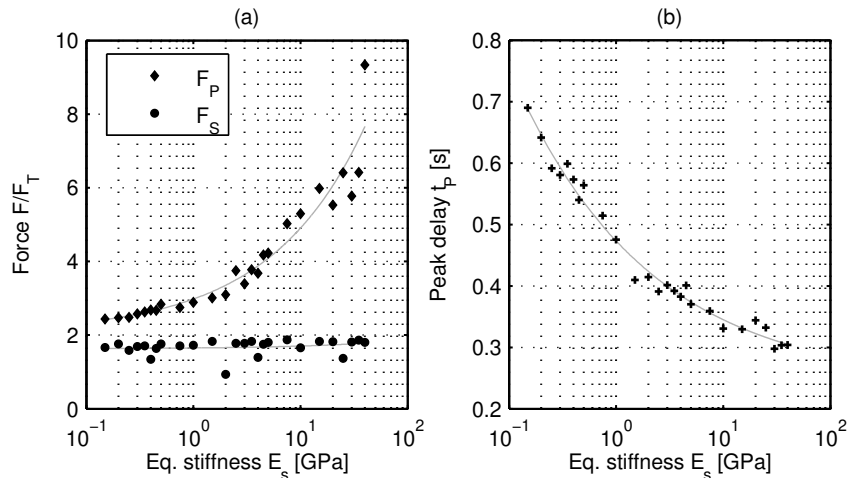 (a)
10
8
6
4
2
0
Force F/F_T
F_P
F_S
10^-1
10^0
10^1
10^2
Eq. stiffness E_s [GPa]
(b)
0.8
0.7
0.6
0.5
0.4
0.3
0.2
Peak delay t_P [s]
10^-1
10^0
10^1
10^2
Eq. stiffness E_s [GPa]